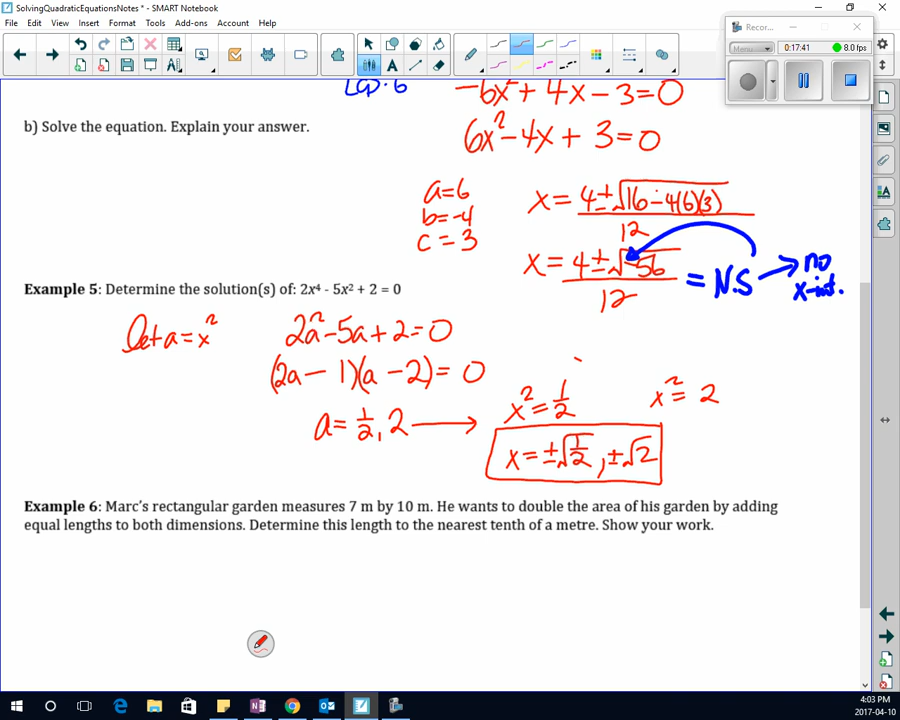 SolvingQuadraticEquationsNotes * - SMART Notebook
File Edit View Insert Format Tools Add-ons Account Help
Recor...
Menu
0:17:41 8.0 fps
LCD: 6
-6x² + 4x - 3 = 0
b) Solve the equation. Explain your answer.
6x² - 4x + 3 = 0
a = 6
b = -4
c = 3
x = 4 ± √16 - 4(6)(3)
12
x = 4 ± √-56
12
= N.S → no
x-int.
Example 5: Determine the solution(s) of: 2x⁴ - 5x² + 2 = 0
let a = x²
2a² - 5a + 2 = 0
(2a - 1)(a - 2) = 0
a = 1/2, 2 →
x² = 1/2
x² = 2
x = ±√1/2, ±√2
Example 6: Marc's rectangular garden measures 7 m by 10 m. He wants to double the area of his garden by adding
equal lengths to both dimensions. Determine this length to the nearest tenth of a metre. Show your work.
4:03 PM
2017-04-10